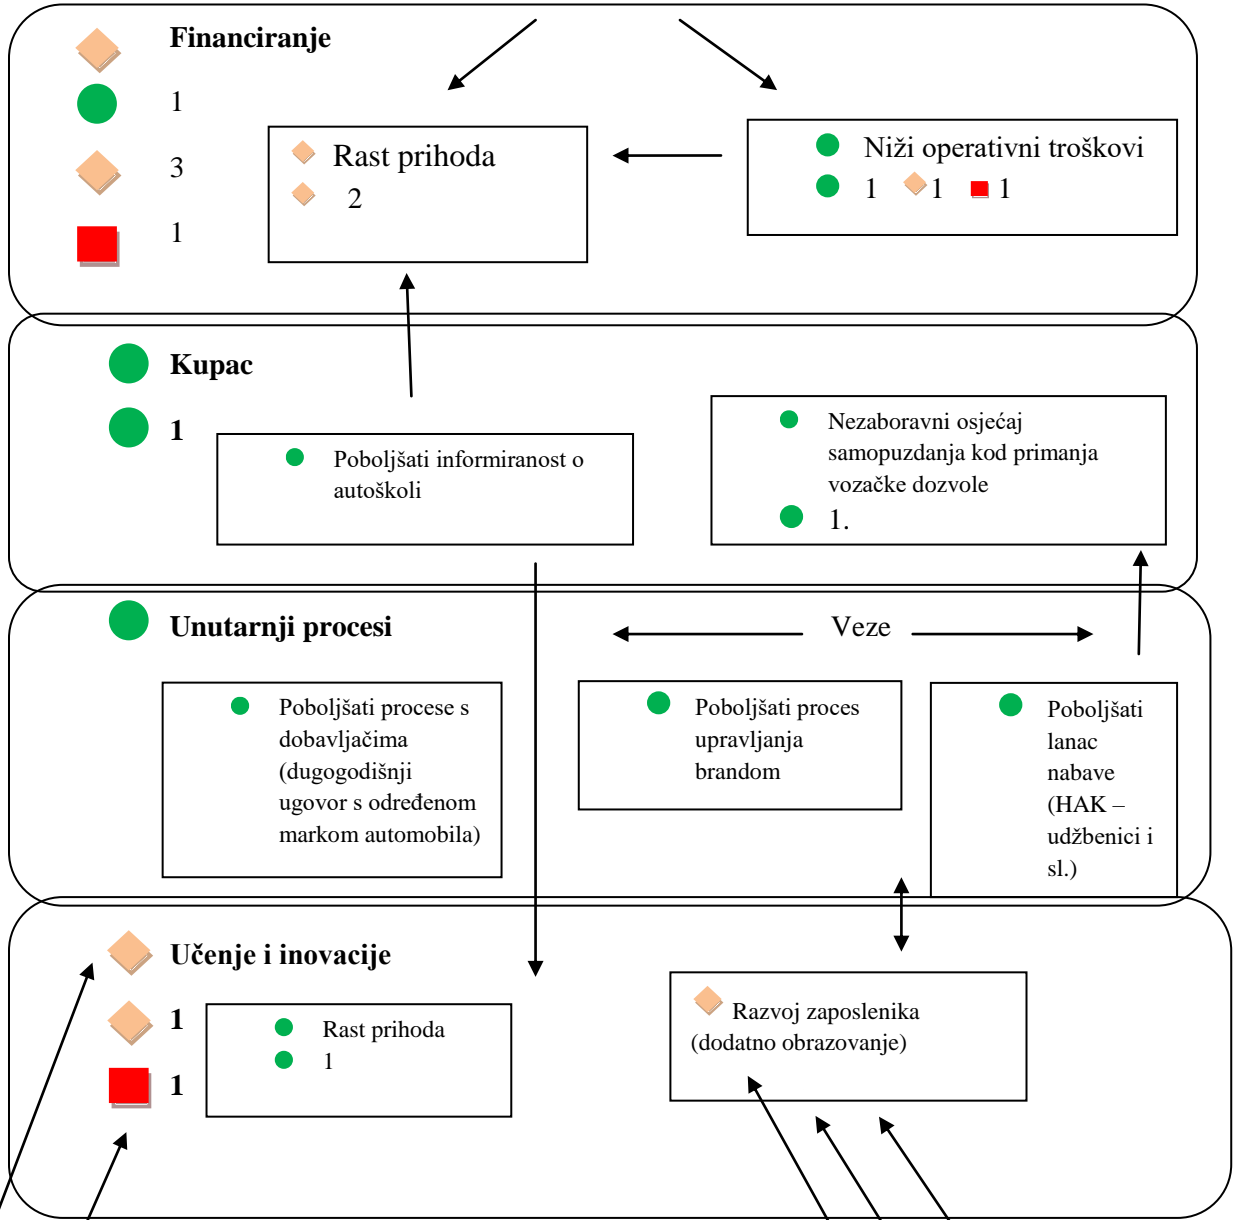 Financiranje
1
3
1
Rast prihoda
2
Niži operativni troškovi
1 1 1
Kupac
1
Poboljšati informiranost o
autoškoli
Nezaboravni osjećaj
samopuzdanja kod primanja
vozačke dozvole
1.
Unutarnji procesi
Veze
Poboljšati procese s
dobavljačima
(dugogodišnji
ugovor s određenom
markom automobila)
Poboljšati proces
upravljanja
brandom
Poboljšati
lanac
nabave
(HAK –
udžbenici i
sl.)
Učenje i inovacije
1
1
Rast prihoda
1
Razvoj zaposlenika
(dodatno obrazovanje)